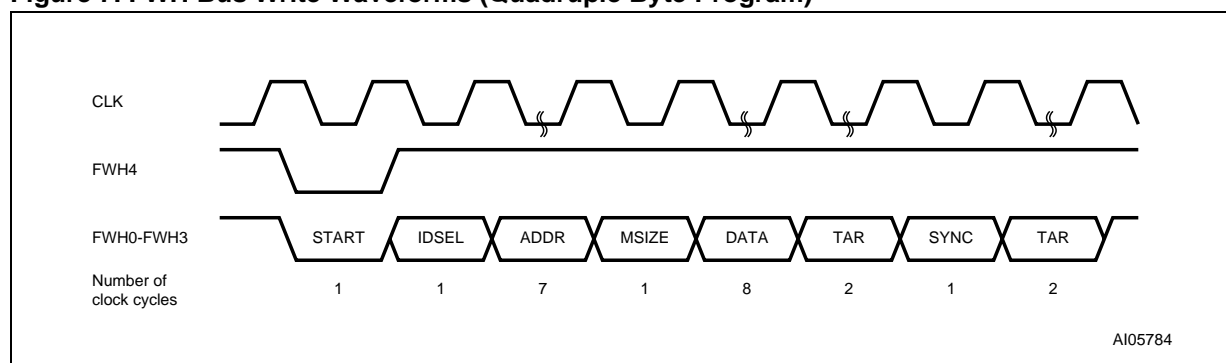 Figure 7. FWH Bus Write Waveforms (Quadruple Byte Program)
CLK
FWH4
FWH0-FWH3 START IDSEL ADDR MSIZE DATA TAR SYNC TAR
Number of
clock cycles 1 1 7 1 8 2 1 2
AI05784